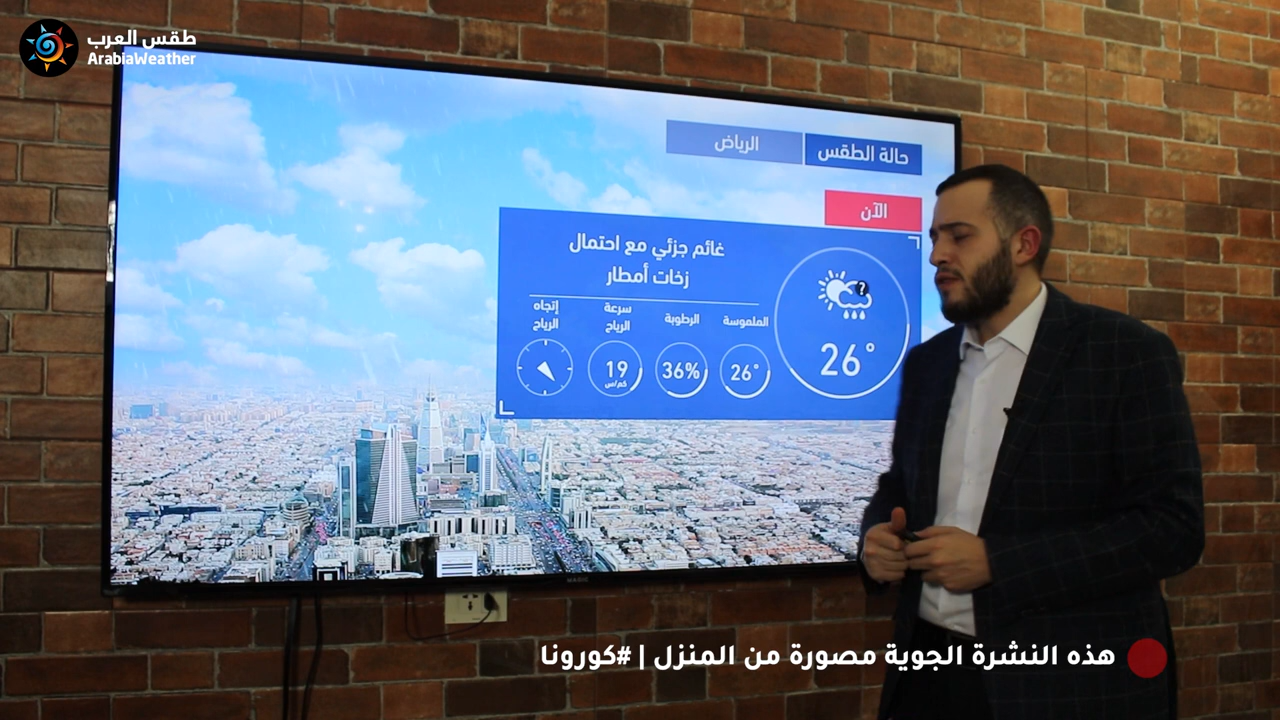 طقس العرب
ArabiaWeather
حالة الطقس
الرياض
الآن
غائم جزئي مع احتمال
زخات أمطار
?
26°
الملموسة
26°
الرطوبة
36%
سرعة
الرياح
19
كم/س
إتجاه
الرياح
MAGIC
هذه النشرة الجوية مصورة من المنزل | #كورونا